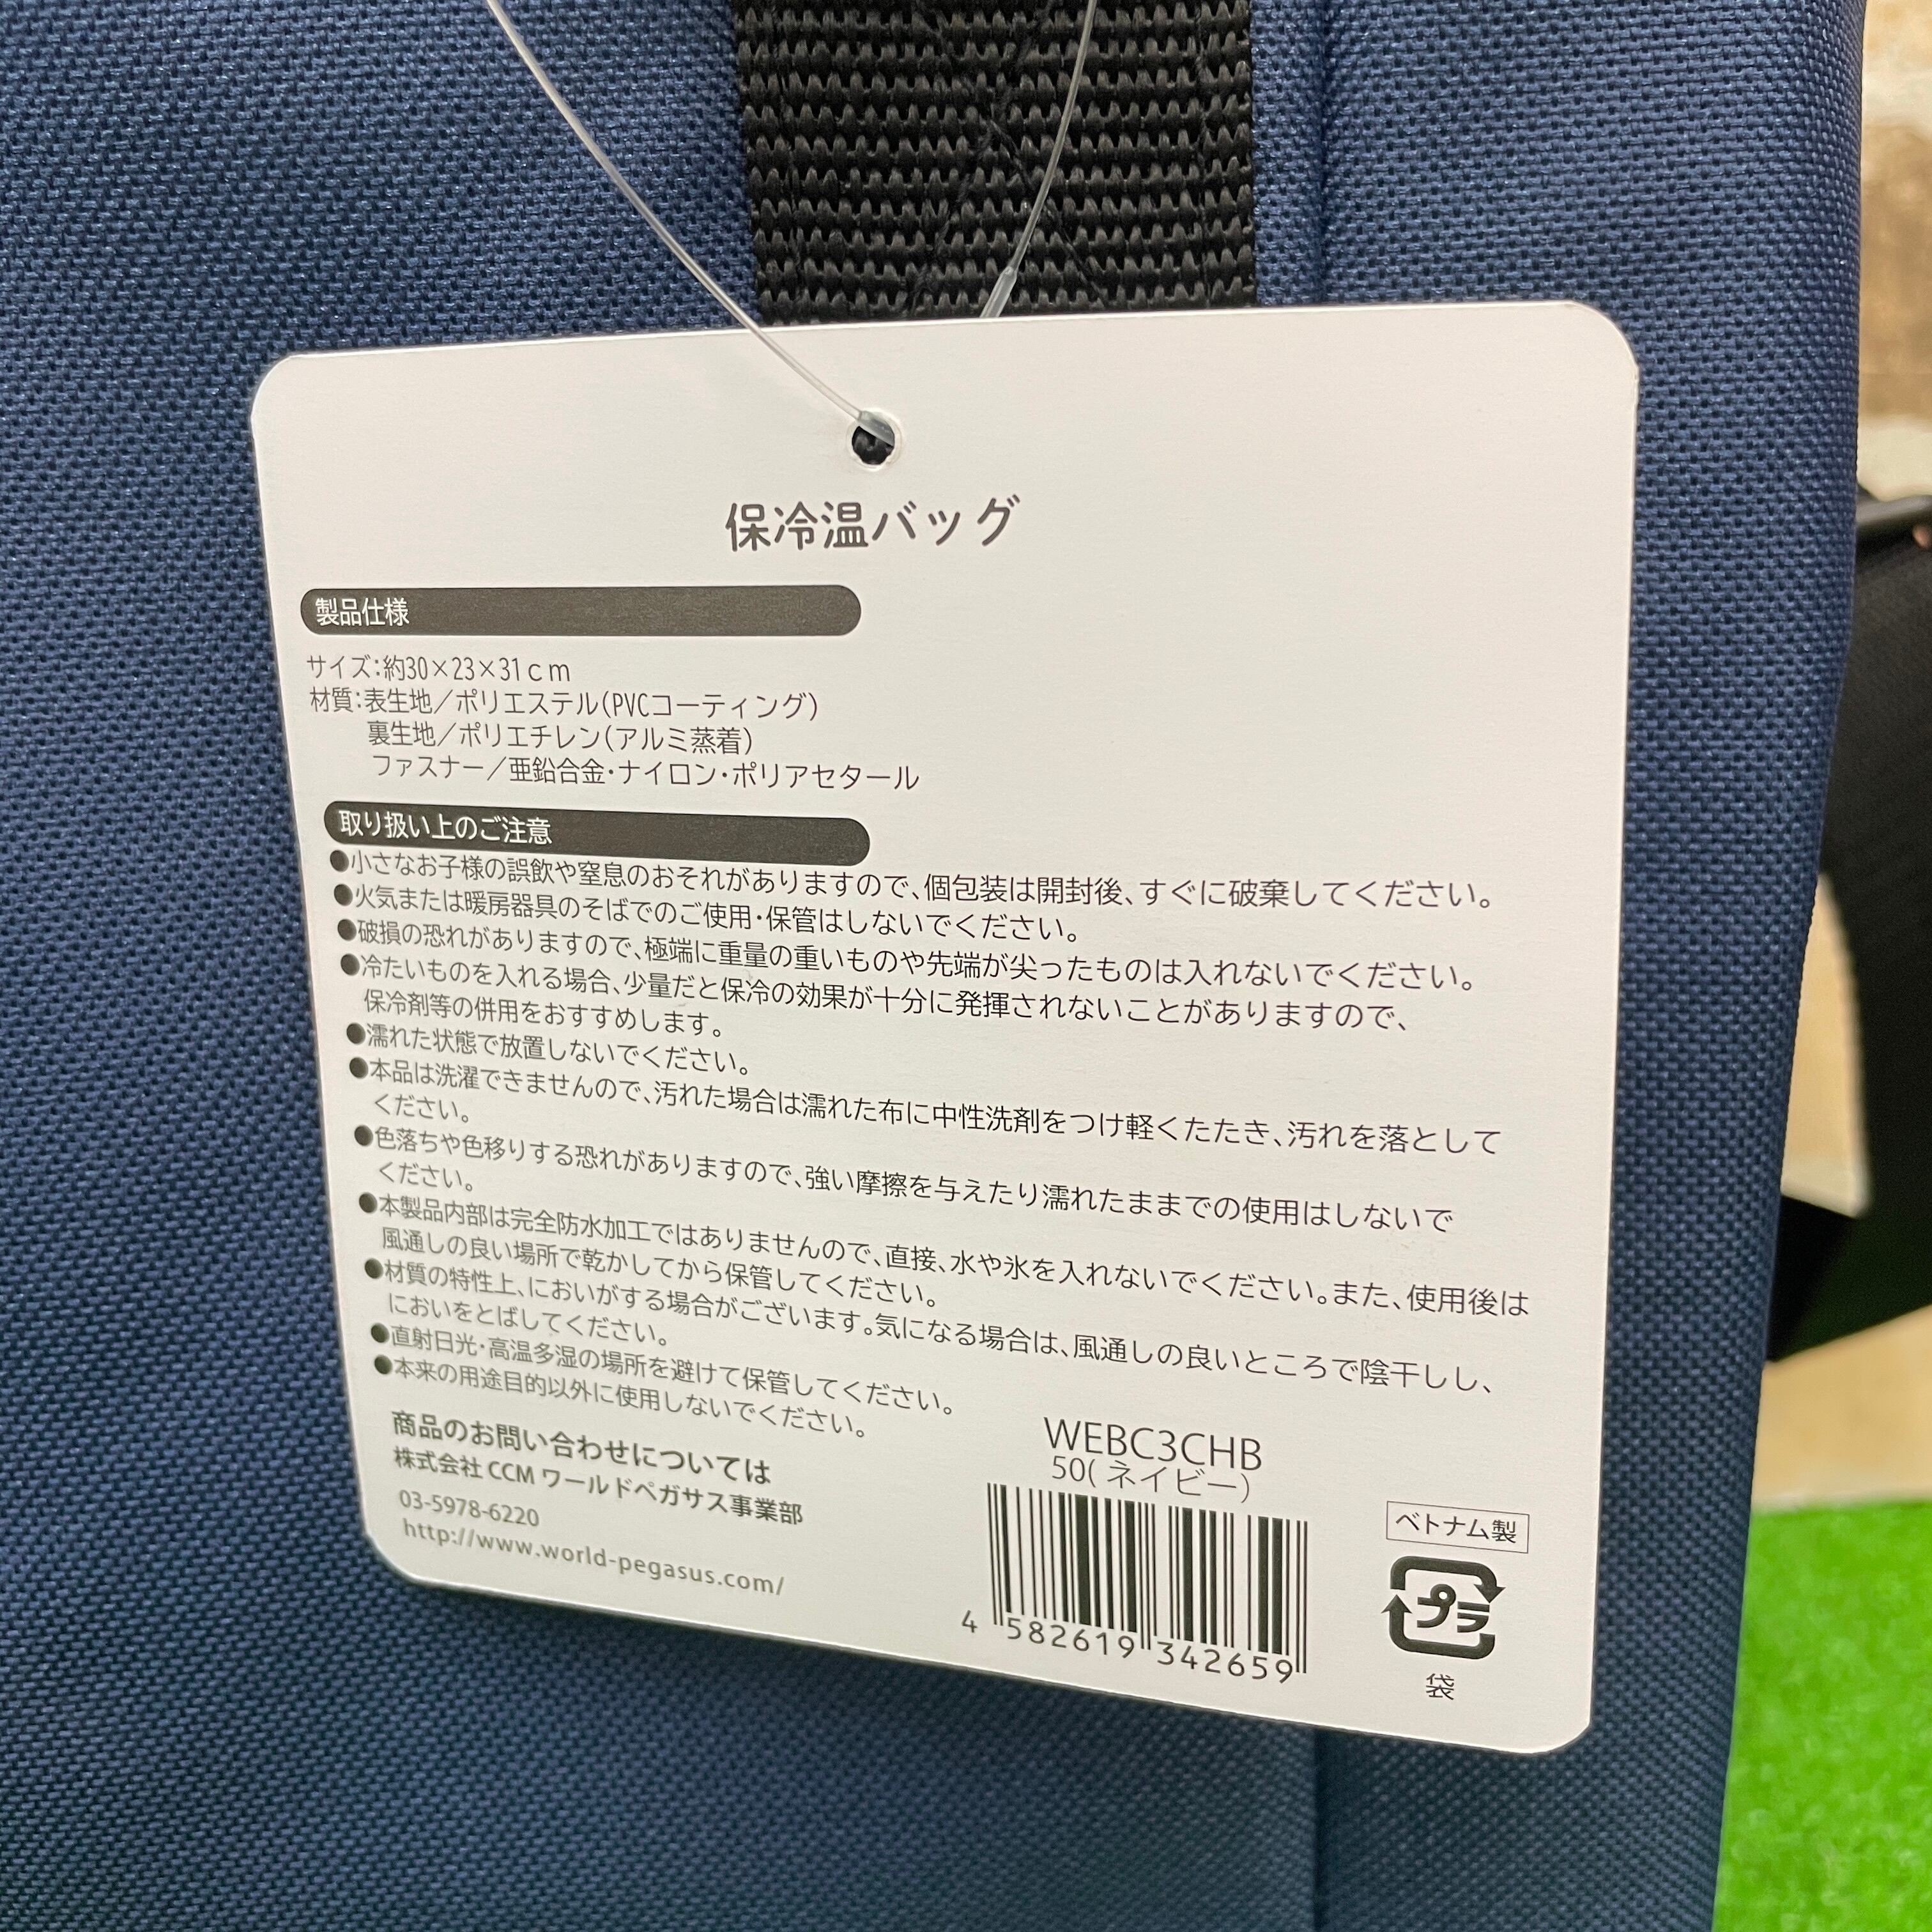 保冷温バッグ
製品仕様
サイズ:約30×23×31cm
材質:表生地／ポリエステル(PVCコーティング)
裏生地／ポリエチレン(アルミ蒸着)
ファスナー／亜鉛合金・ナイロン・ポリアセタール
取り扱い上のご注意
●小さなお子様の誤飲や窒息のおそれがありますので、個包装は開封後、すぐに破棄してください。
●火気または暖房器具のそばでのご使用・保管はしないでください。
●破損の恐れがありますので、極端に重量の重いものや先端が尖ったものは入れないでください。
●冷たいものを入れる場合、少量だと保冷の効果が十分に発揮されないことがありますので、
保冷剤等の併用をおすすめします。
●濡れた状態で放置しないでください。
●本品は洗濯できませんので、汚れた場合は濡れた布に中性洗剤をつけ軽くたたき、汚れを落として
ください。
●色落ちや色移りする恐れがありますので、強い摩擦を与えたり濡れたままでの使用はしないで
ください。
●本製品内部は完全防水加工ではありませんので、直接、水や氷を入れないでください。また、使用後は
風通しの良い場所で乾かしてから保管してください。
●材質の特性上、においがする場合がございます。気になる場合は、風通しの良いところで陰干しし、
においをとばしてください。
●直射日光・高温多湿の場所を避けて保管してください。
●本来の用途目的以外に使用しないでください。
商品のお問い合わせについては
株式会社 CCM ワールドペガサス事業部
03-5978-6220
http://www.world-pegasus.com/
WEBC3CHB
50(ネイビー)
4 582619 342659
ベトナム製
プラ
袋